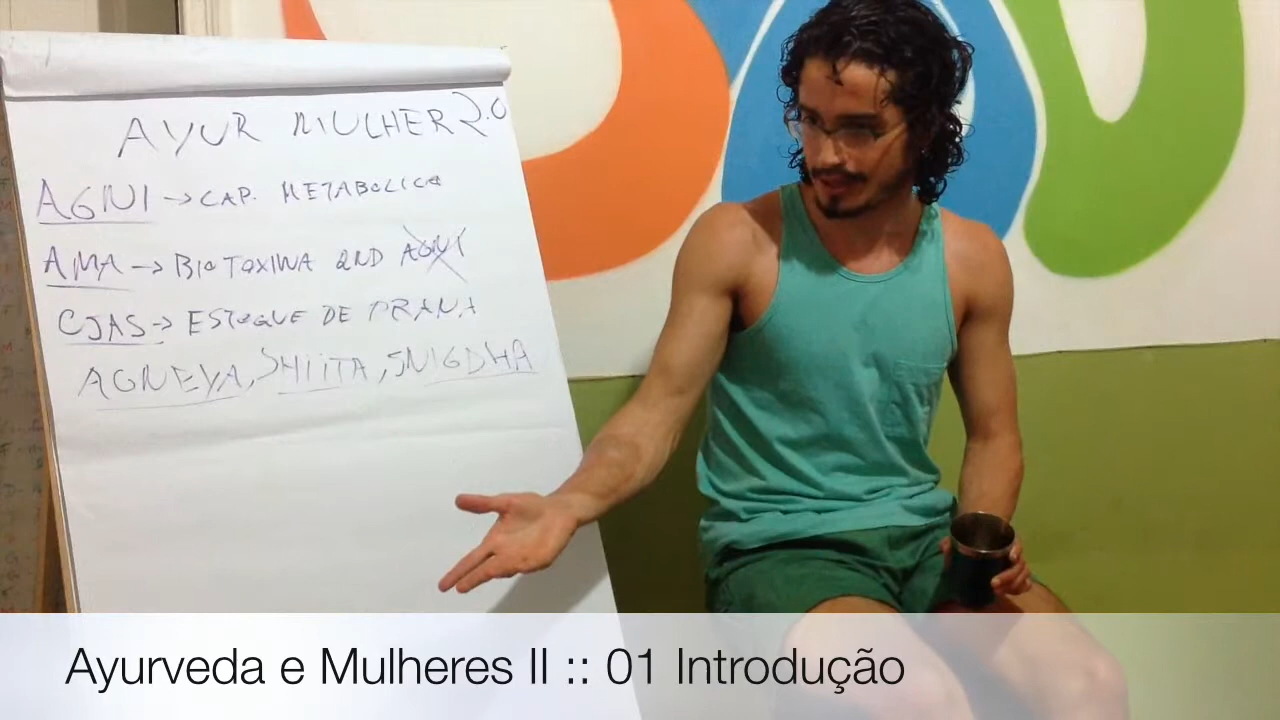 AYUR MULHER 2.0
AGNI -> CAP. METABOLICA
AMA -> BIOTOXINA QND AGNI
OJAS -> ESTOQUE DE PRANA
AGNEYA, SHIITA, SNIGDHA
Ayurveda e Mulheres II :: 01 Introdução